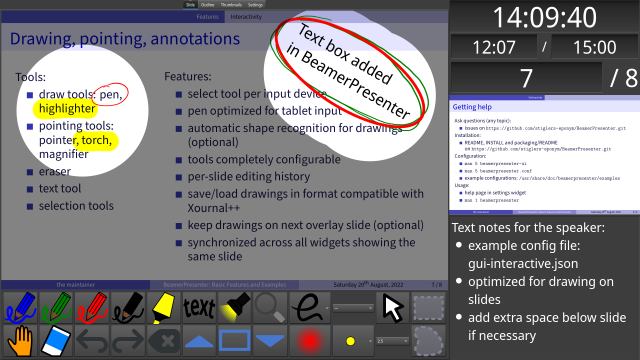 Slide Outline Thumbnails Settings
Features Interactivity
Drawing, pointing, annotations
Text box added
in BeamerPresenter
Tools:
draw tools: pen,
highlighter
pointing tools:
pointer, torch,
magnifier
eraser
text tool
selection tools
Features:
select tool per input device
pen optimized for tablet input
automatic shape recognition for drawings
(optional)
tools completely configurable
per-slide editing history
save/load drawings in format compatible with
Xournal++
keep drawings on next overlay slide (optional)
synchronized across all widgets showing the
same slide
the maintainer BeamerPresenter: Basic Features and Examples Saturday 20th August, 2022 7 / 8
text
2.5
14:09:40
12:07 / 15:00
7 / 8
Getting help
Ask questions (any topic):
issues on https://github.com/stiglers-eponym/BeamerPresenter.git
Installation:
README, INSTALL, and packaging/README
on https://github.com/stiglers-eponym/BeamerPresenter.git
Configuration:
man 5 beamerpresenter-ui
man 5 beamerpresenter.conf
example configurations: /usr/share/doc/beamerpresenter/examples
Usage:
help page in settings widget
man 1 beamerpresenter
Text notes for the speaker:
example config file:
gui-interactive.json
optimized for drawing on
slides
add extra space below slide
if necessary